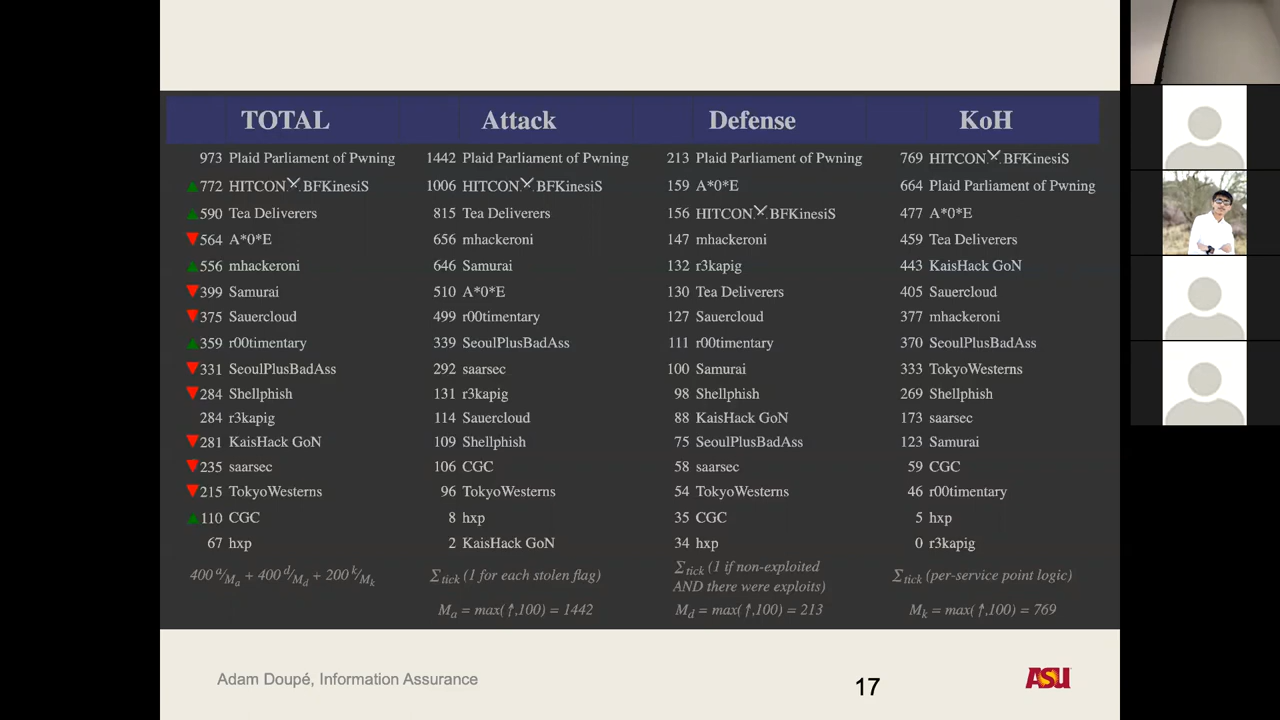 TOTAL Attack Defense KoH
973 Plaid Parliament of Pwning 1442 Plaid Parliament of Pwning 213 Plaid Parliament of Pwning 769 HITCON BFKinesiS
772 HITCON BFKinesiS 1006 HITCON BFKinesiS 159 A*0*E 664 Plaid Parliament of Pwning
590 Tea Deliverers 815 Tea Deliverers 156 HITCON BFKinesiS 477 A*0*E
564 A*0*E 656 mhackeroni 147 mhackeroni 459 Tea Deliverers
556 mhackeroni 646 Samurai 132 r3kapig 443 KaisHack GoN
399 Samurai 510 A*0*E 130 Tea Deliverers 405 Sauercloud
375 Sauercloud 499 r00timentary 127 Sauercloud 377 mhackeroni
359 r00timentary 339 SeoulPlusBadAss 111 r00timentary 370 SeoulPlusBadAss
331 SeoulPlusBadAss 292 saarsec 100 Samurai 333 TokyoWesterns
284 Shellphish 131 r3kapig 98 Shellphish 269 Shellphish
284 r3kapig 114 Sauercloud 88 KaisHack GoN 173 saarsec
281 KaisHack GoN 109 Shellphish 75 SeoulPlusBadAss 123 Samurai
235 saarsec 106 CGC 58 saarsec 59 CGC
215 TokyoWesterns 96 TokyoWesterns 54 TokyoWesterns 46 r00timentary
110 CGC 8 hxp 35 CGC 5 hxp
67 hxp 2 KaisHack GoN 34 hxp 0 r3kapig
400 a/Ma + 400 d/Md + 200 k/Mk Σtick (1 for each stolen flag) Σtick (1 if non-exploited AND there were exploits) Σtick (per-service point logic)
Ma = max(↑,100) = 1442 Md = max(↑,100) = 213 Mk = max(↑,100) = 769
Adam Doupé, Information Assurance
17
ASU